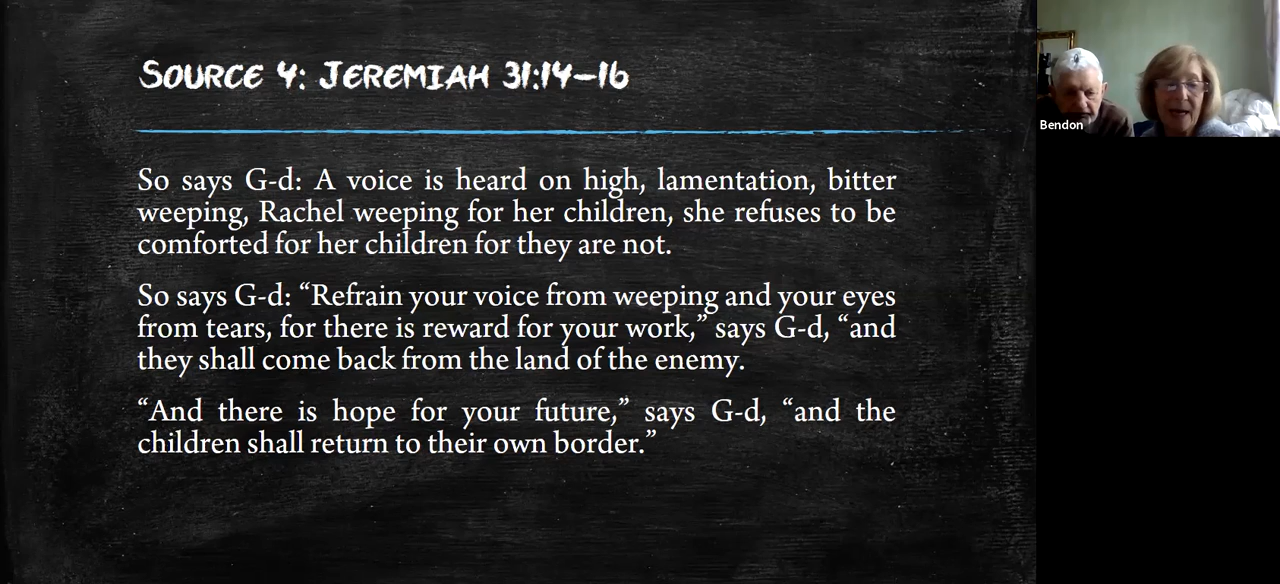 SOURCE 4: JEREMIAH 31:14–16
So says G-d: A voice is heard on high, lamentation, bitter
weeping, Rachel weeping for her children, she refuses to be
comforted for her children for they are not.
So says G-d: “Refrain your voice from weeping and your eyes
from tears, for there is reward for your work,” says G-d, “and
they shall come back from the land of the enemy.
“And there is hope for your future,” says G-d, “and the
children shall return to their own border.”
Bendon